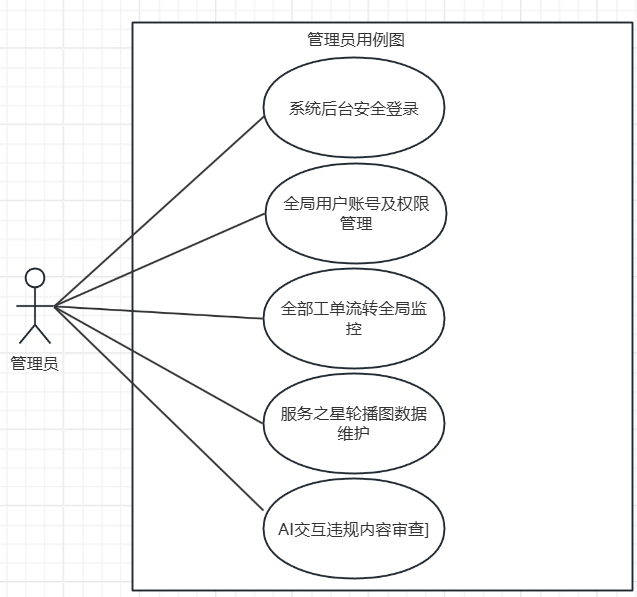 管理员用例图
系统后台安全登录
全局用户账号及权限
管理
全部工单流转全局监
控
管理员
服务之星轮播图数据
维护
AI交互违规内容审查]